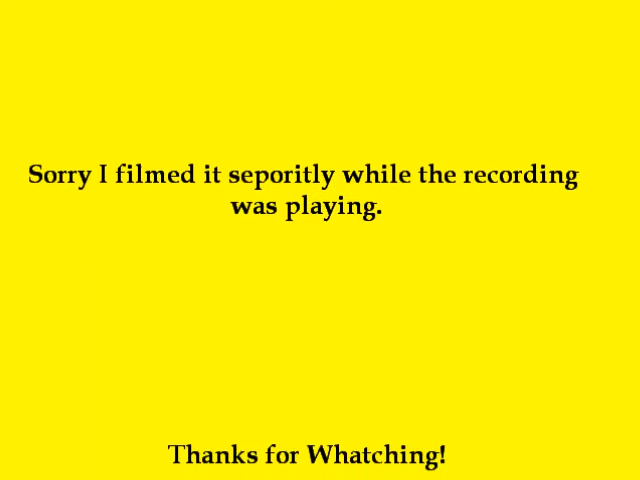 Sorry I filmed it seporitly while the recording
was playing.
Thanks for Whatching!